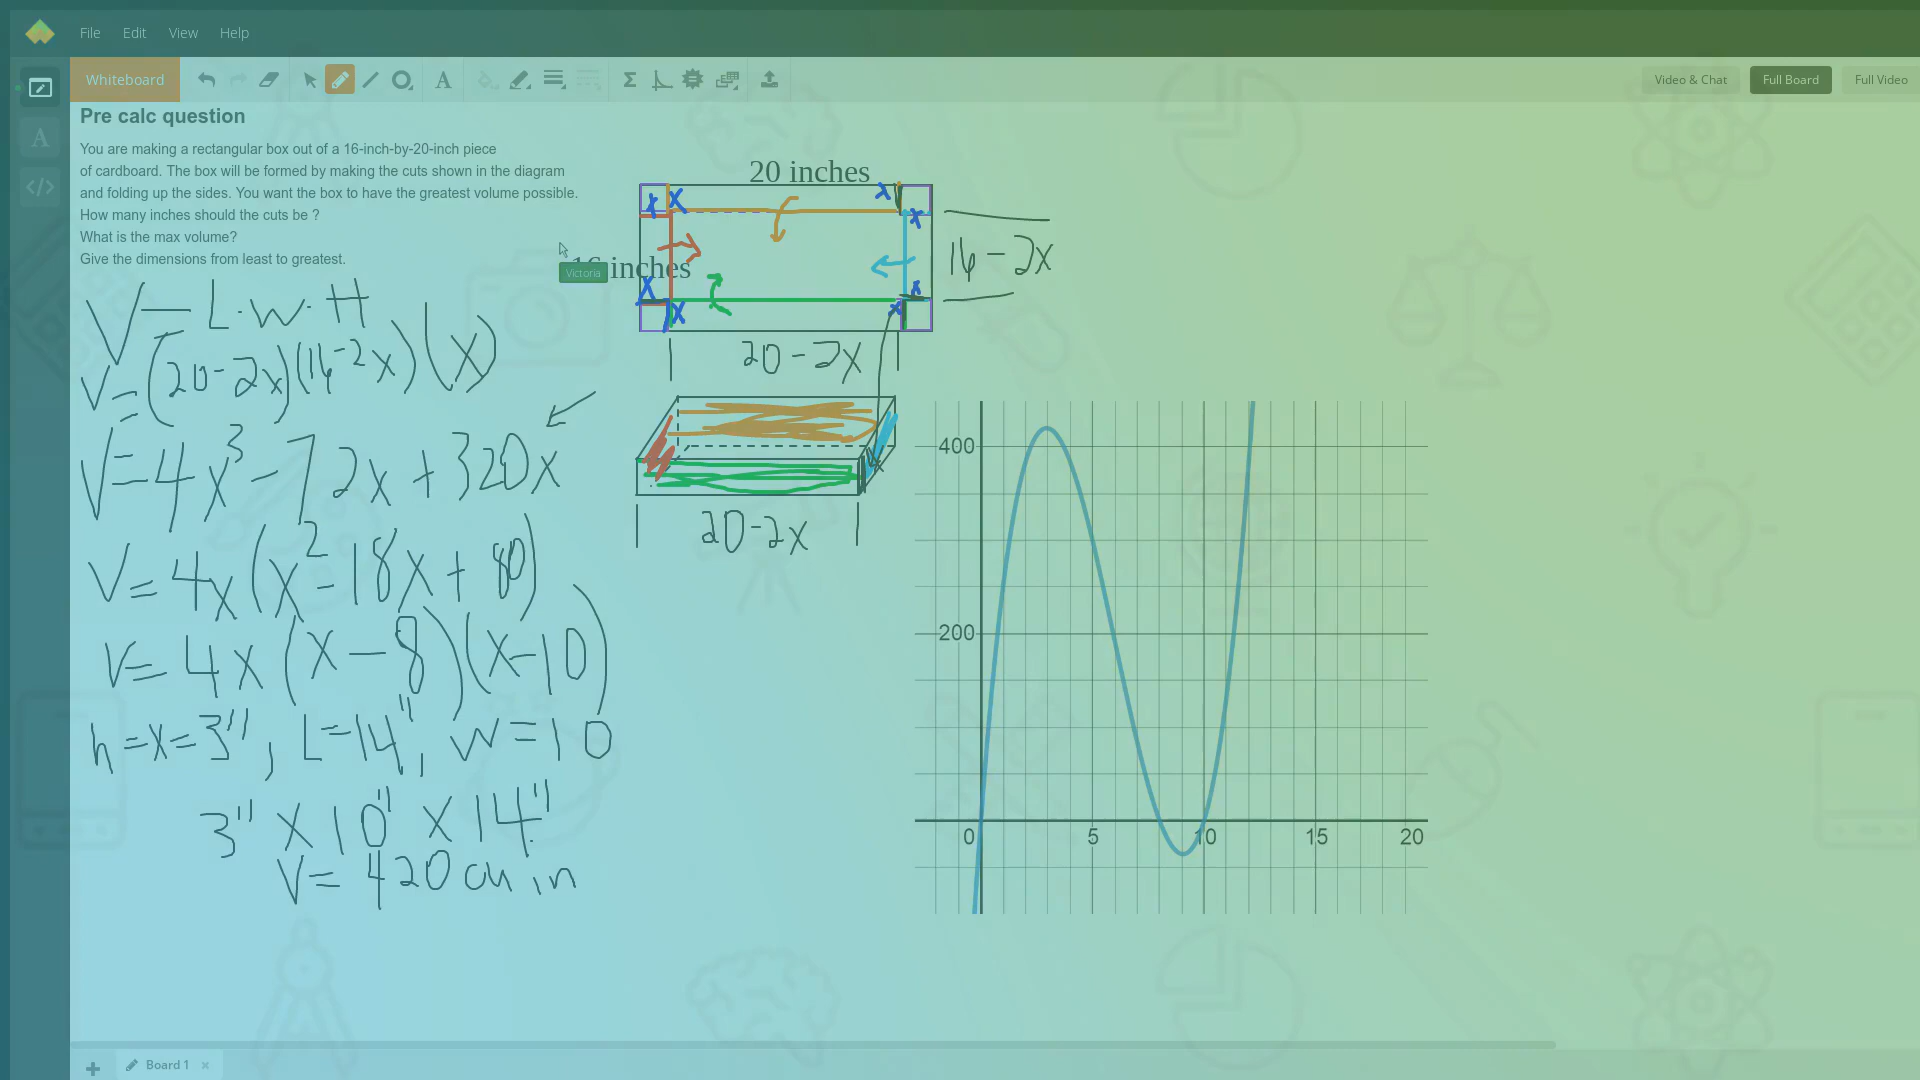 File Edit View Help
Whiteboard A Σ Video & Chat Full Board Full Video
A
</>
Pre calc question
You are making a rectangular box out of a 16-inch-by-20-inch piece
of cardboard. The box will be formed by making the cuts shown in the diagram
and folding up the sides. You want the box to have the greatest volume possible.
How many inches should the cuts be ?
What is the max volume?
Give the dimensions from least to greatest.
Victoria
V = L·W·H
V = (20-2x)(16-2x)(x)
V = 4x³ - 72x + 320x
V = 4x(x² - 18x + 80)
V = 4x(x - 8)(x - 10)
h = x = 3", L = 14", W = 10
3" x 10" x 14"
V = 420 cu in
20 inches
x x x x
16 inches
16 - 2x
x x x x
20 - 2x
x
20 - 2x
400
200
0 5 10 15 20
Board 1 ×